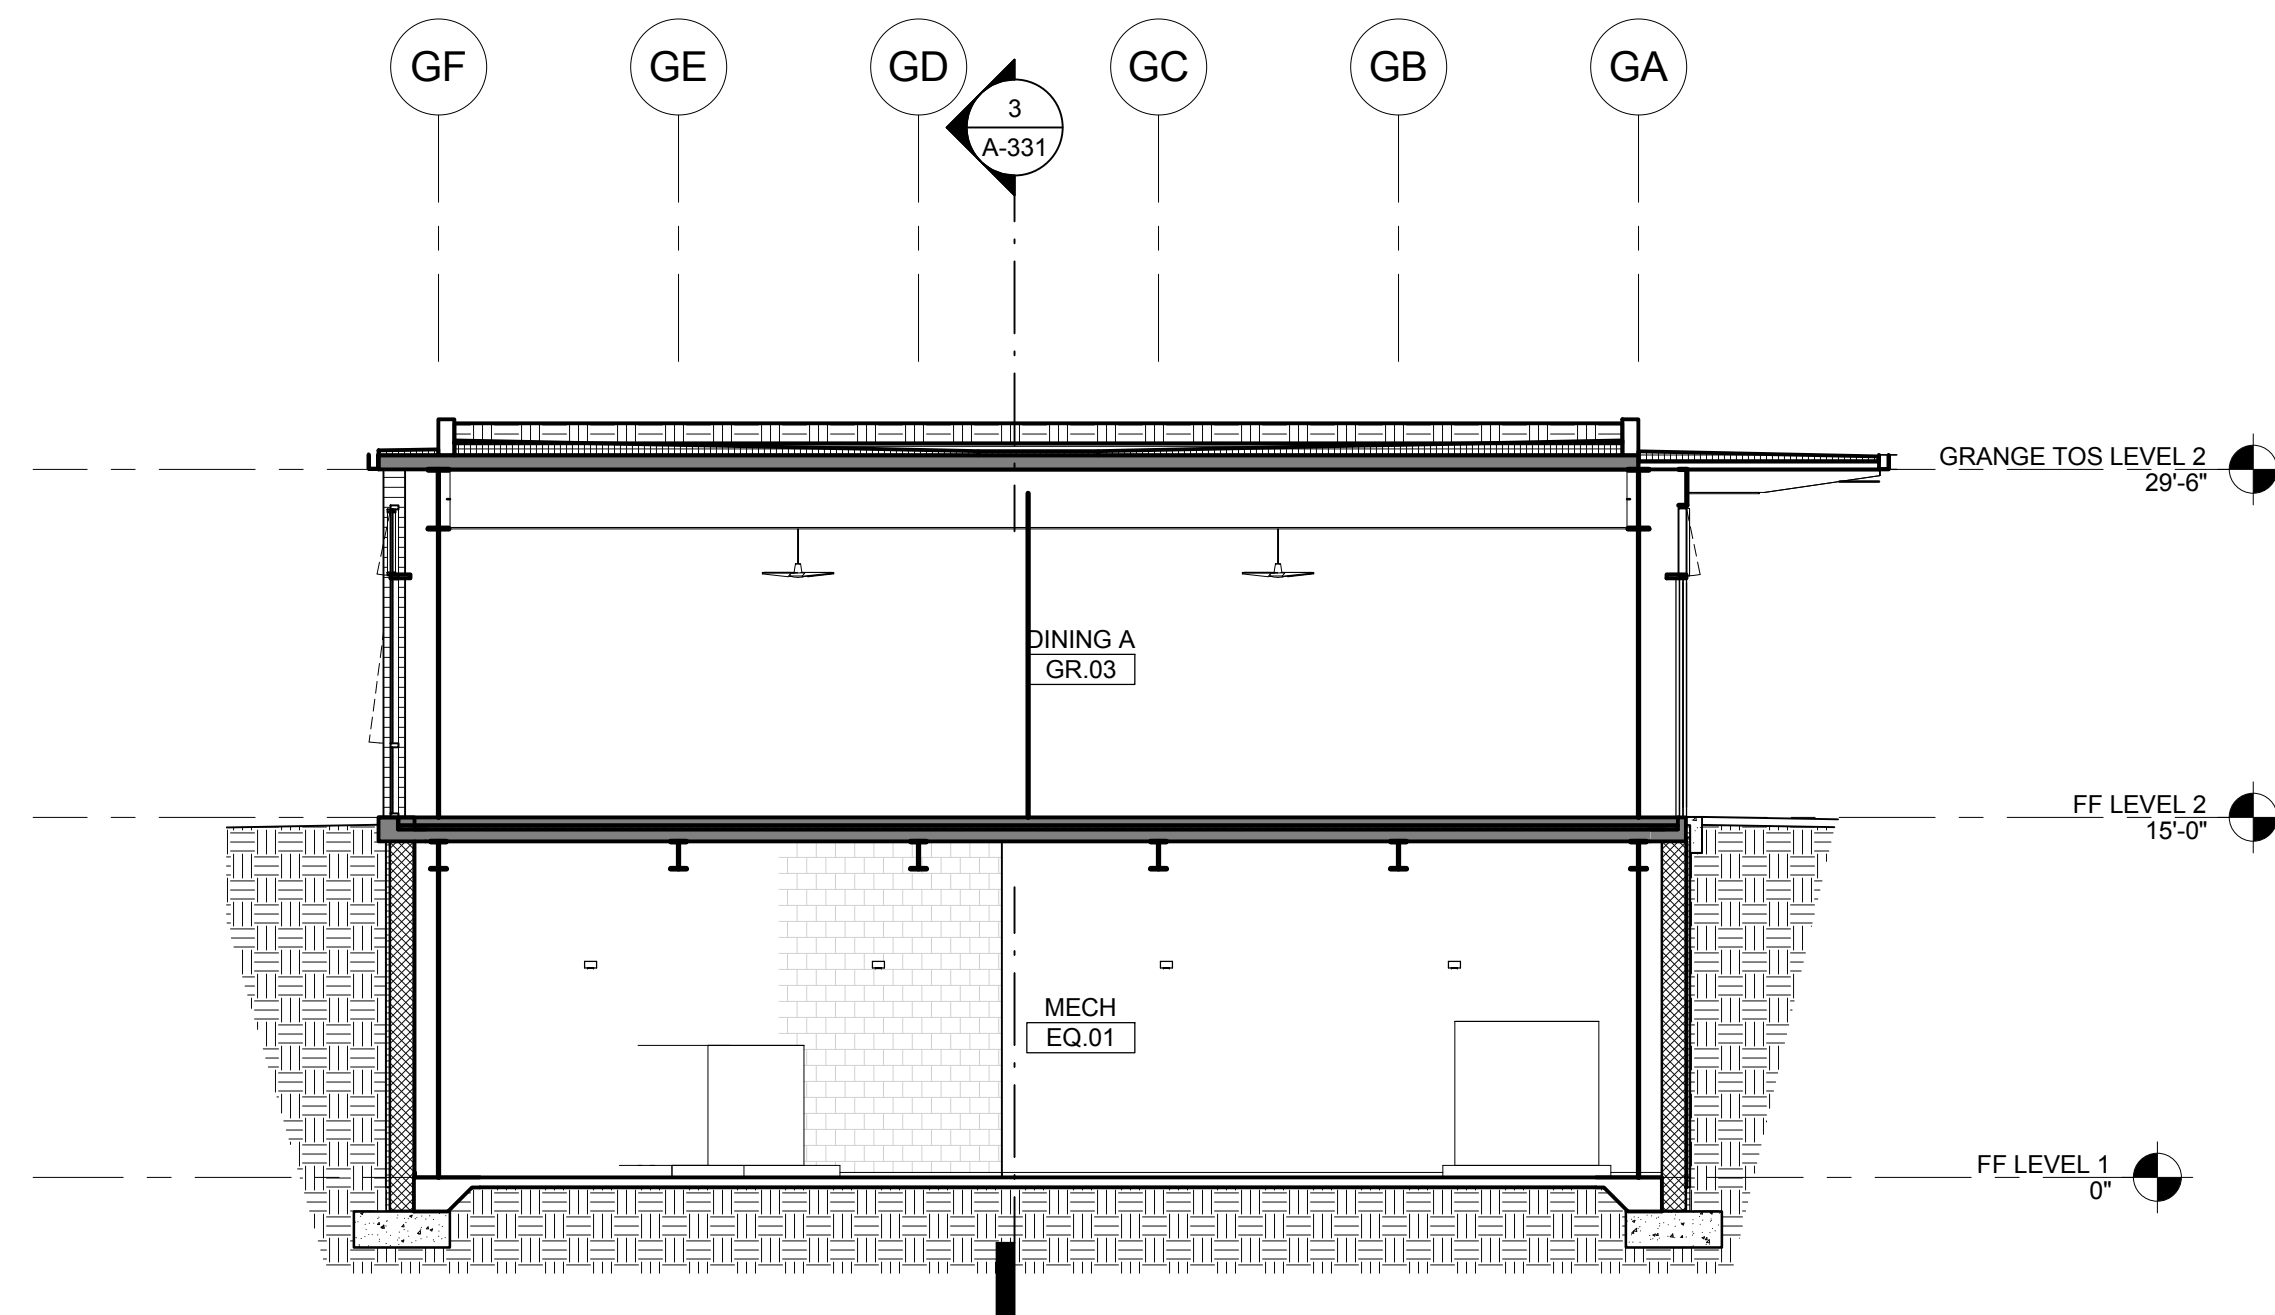 GF
GE
GD
GC
GB
GA
3
A-331
GRANGE TOS LEVEL 2
29'-6"
DINING A
GR.03
FF LEVEL 2
15'-0"
MECH
EQ.01
FF LEVEL 1
0"